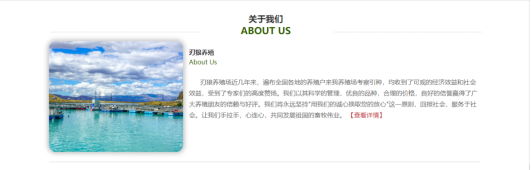 关于我们
ABOUT US
刃狼养殖
About Us
刃狼养殖场近几年来，遍布全国各地的养殖户来我养殖场考察引种，均收到了可观的经济效益和社会
效益，受到了专家们的高度赞扬。我们以其科学的管理、优良的品种、合理的价格、良好的信誉赢得了广
大养殖朋友的信赖与好评。我们将永远坚持“用我们的诚心换取您的放心”这一原则，回报社会、服务于社
会。让我们手拉手、心连心、共同发展祖国的畜牧伟业。 【查看详情】